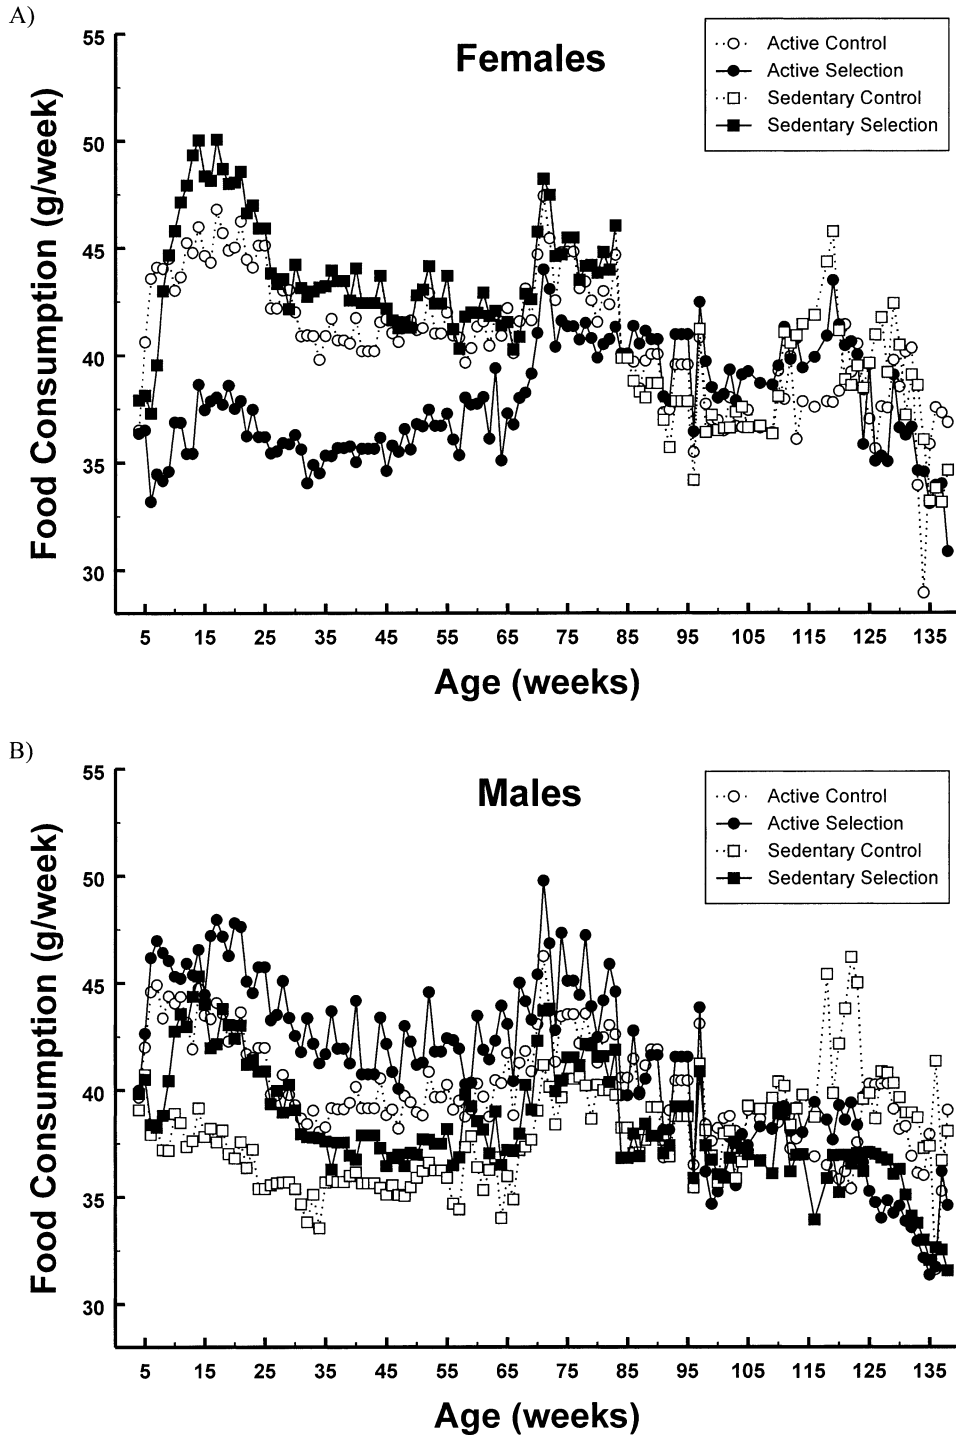 A)
Females
Active Control
Active Selection
Sedentary Control
Sedentary Selection
Food Consumption (g/week)
55
50
45
40
35
30
5 15 25 35 45 55 65 75 85 95 105 115 125 135
Age (weeks)
B)
Males
Active Control
Active Selection
Sedentary Control
Sedentary Selection
Food Consumption (g/week)
55
50
45
40
35
30
5 15 25 35 45 55 65 75 85 95 105 115 125 135
Age (weeks)